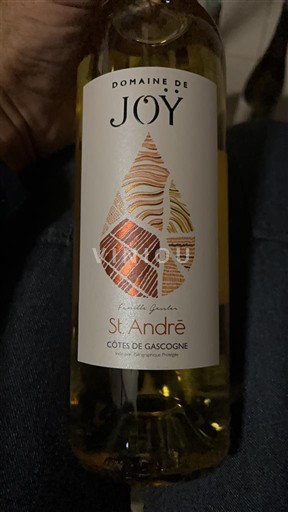 DOMAINE DE
JOŸ
VINIOU
Famille Gessler
St André
CÔTES DE GASCOGNE
Indication Géographique Protégée